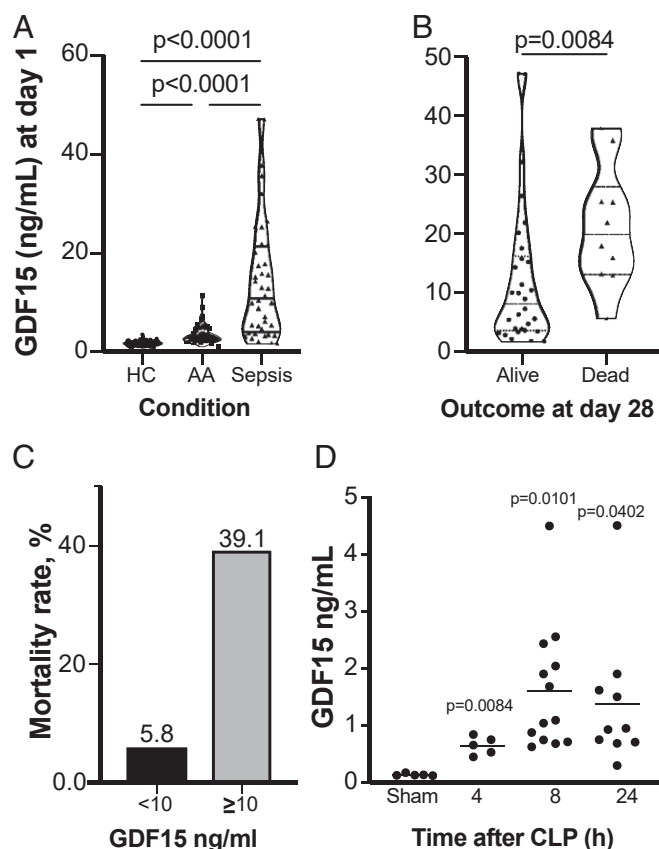 A
GDF15 (ng/mL) at day 1
60
40
20
0
p<0.0001
p<0.0001
HC AA Sepsis
Condition
B
50
40
30
20
10
0
p=0.0084
Alive Dead
Outcome at day 28
C
Mortality rate, %
40
20
0.0
5.8
39.1
<10 ≥10
GDF15 ng/ml
D
GDF15 ng/mL
5
4
3
2
1
0
p=0.0084
p=0.0101
p=0.0402
Sham 4 8 24
Time after CLP (h)